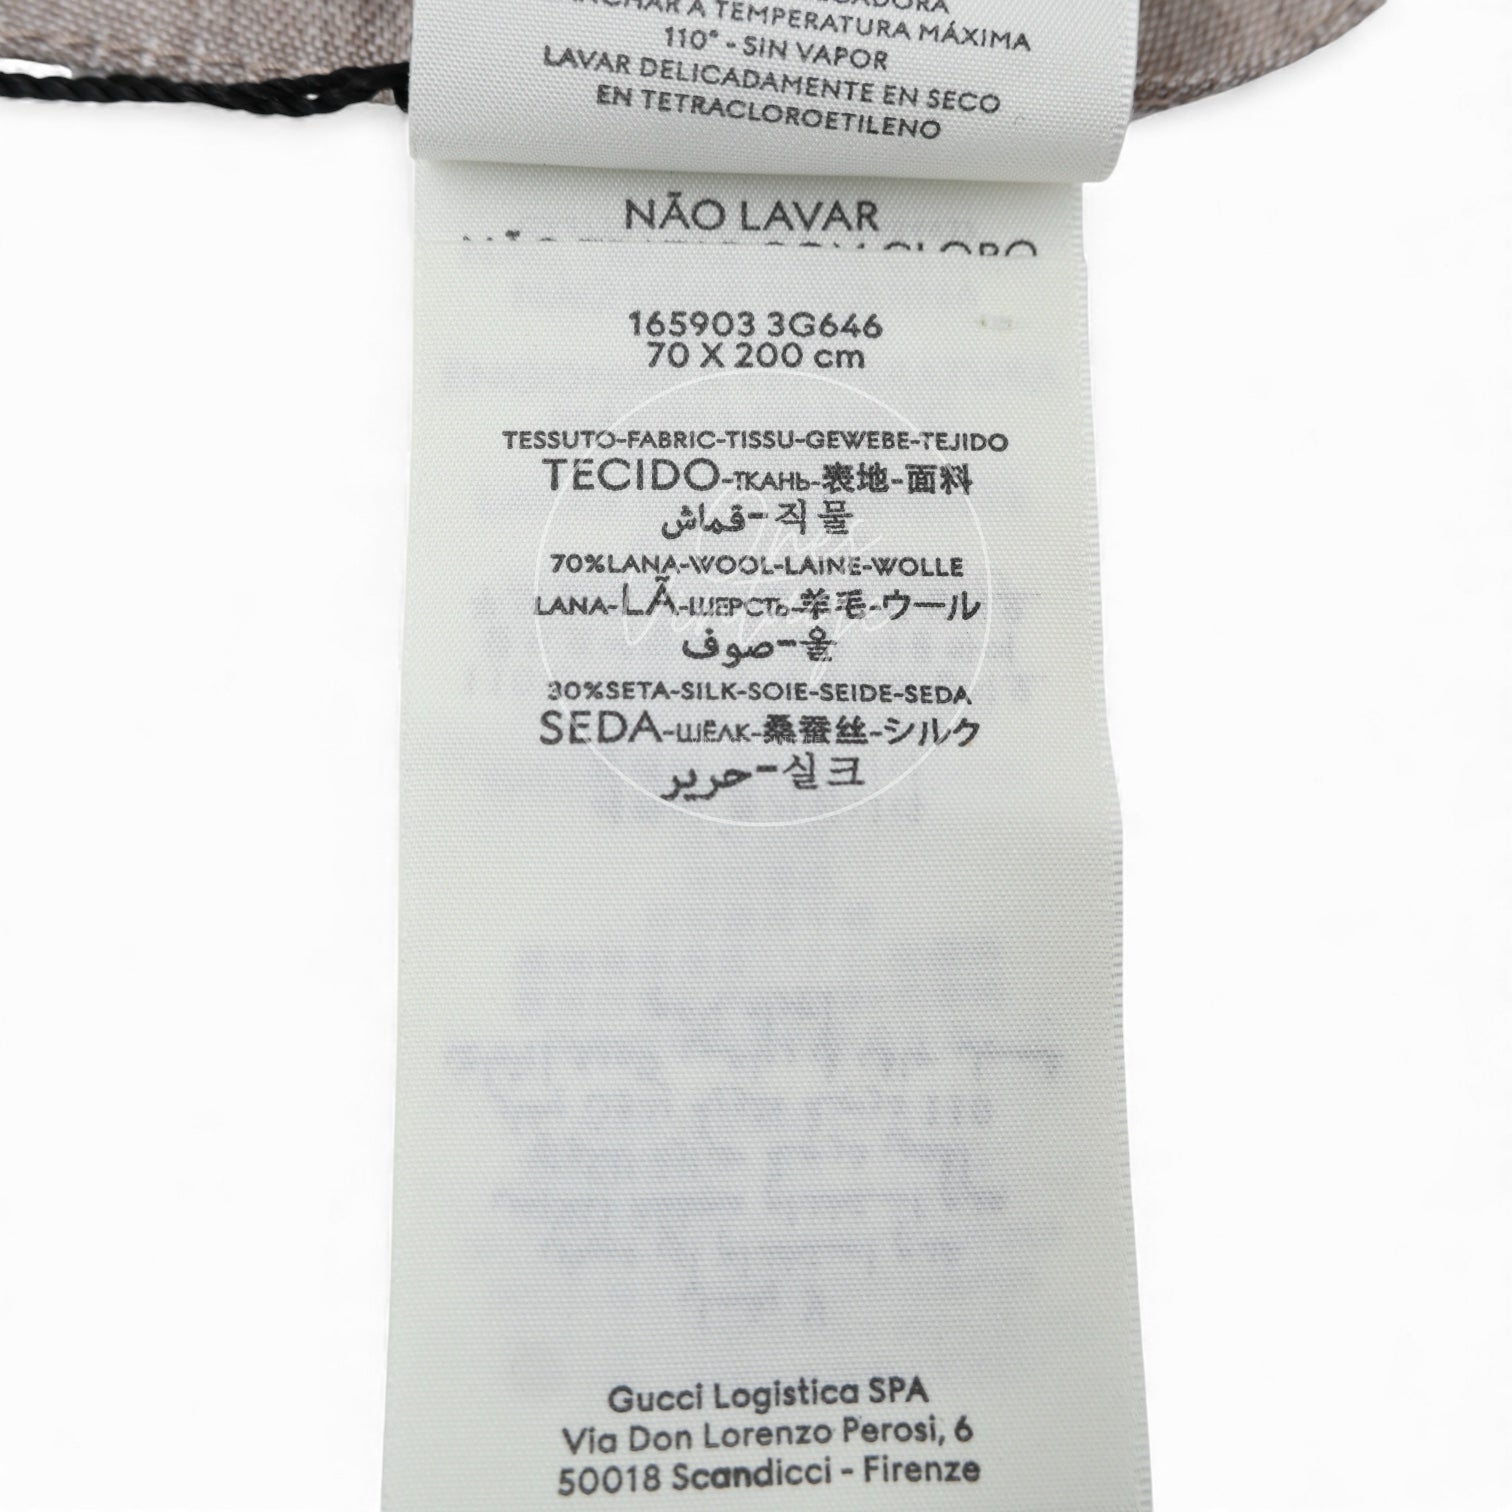 PLANCHAR A TEMPERATURA MÁXIMA
110° - SIN VAPOR
LAVAR DELICADAMENTE EN SECO
EN TETRACLOROETILENO
NÃO LAVAR
165903 3G646
70 X 200 cm
TESSUTO-FABRIC-TISSU-GEWEBE-TEJIDO
TECIDO-ТКАНЬ-表地-面料
قماش-직물
70%LANA-WOOL-LAINE-WOLLE
LANA-LÃ-ШЕРСТЬ-羊毛-ウール
صوف-울
30%SETA-SILK-SOIE-SEIDE-SEDA
SEDA-ШЁЛК-桑蚕丝-シルク
حرير-실크
Gucci Logistica SPA
Via Don Lorenzo Perosi, 6
50018 Scandicci - Firenze